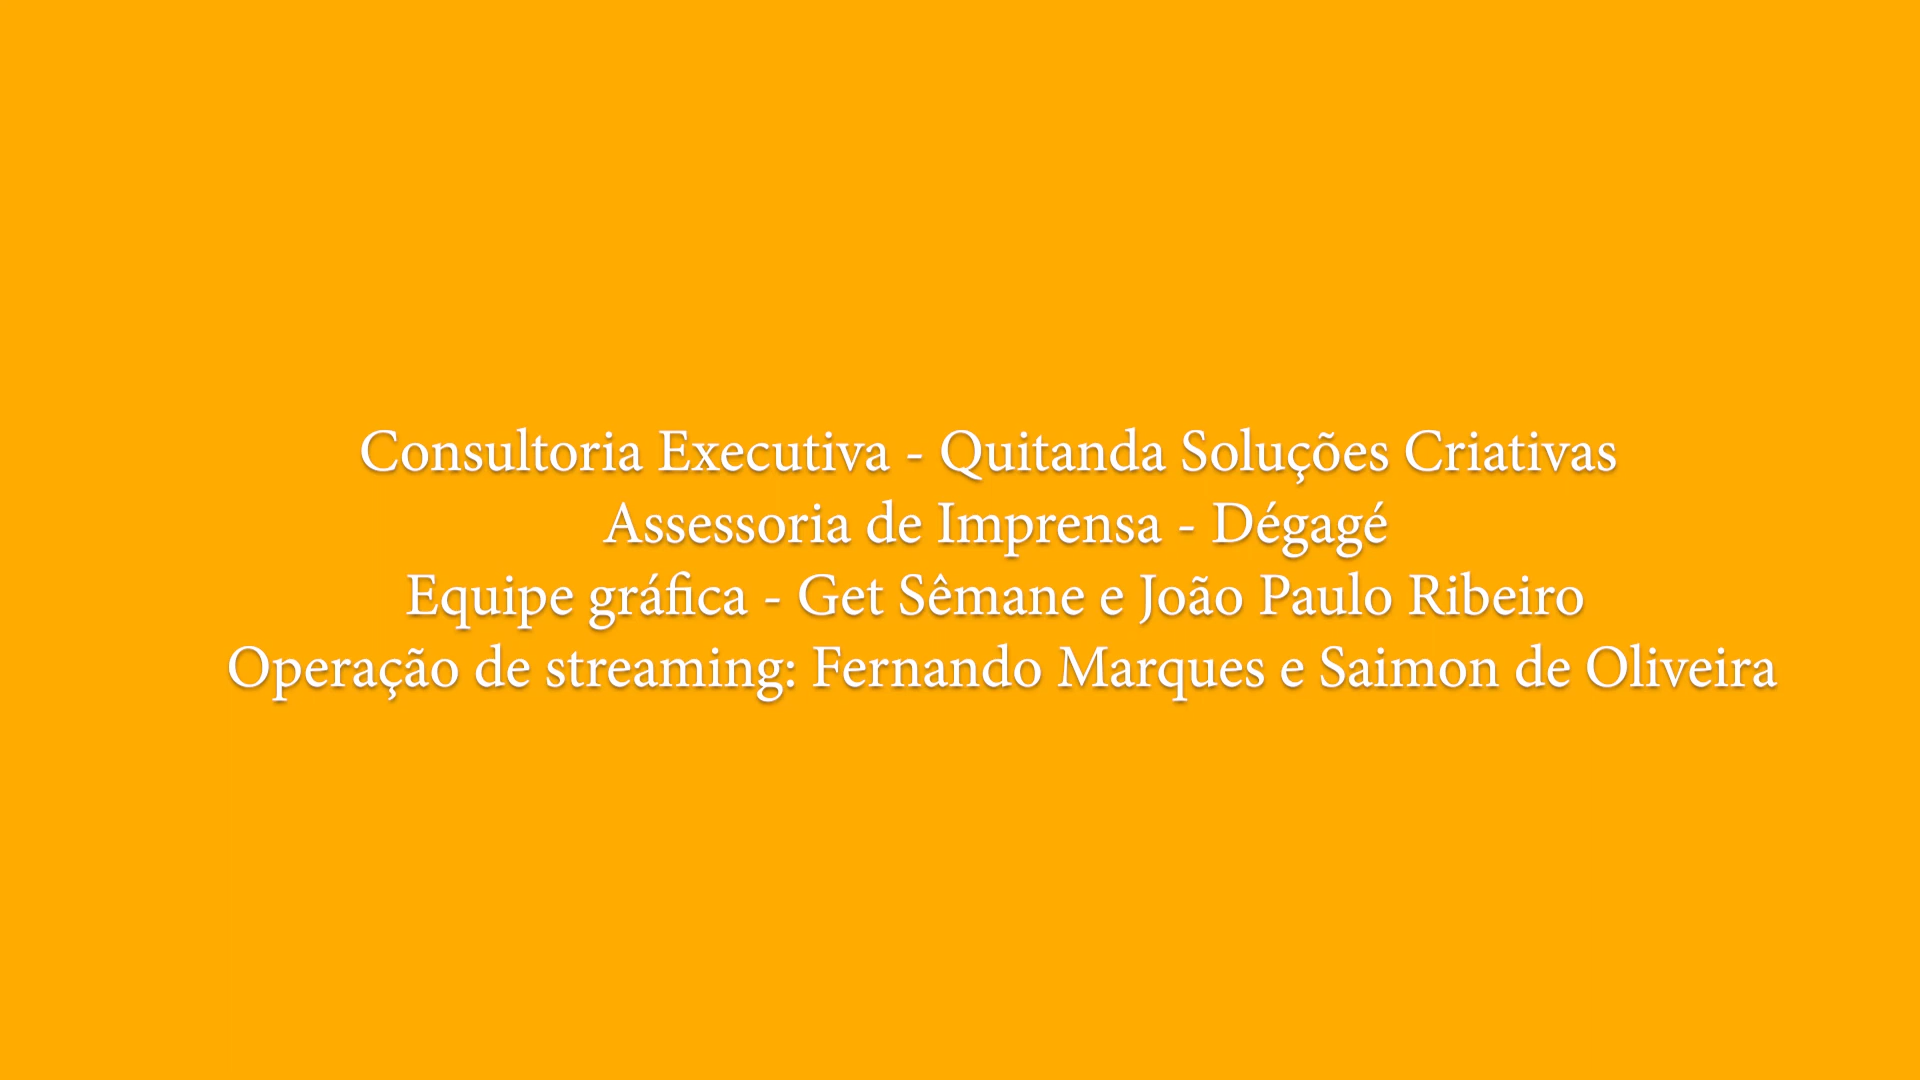 Consultoria Executiva - Quitanda Soluções Criativas
Assessoria de Imprensa - Dégagé
Equipe gráfica - Get Sêmane e João Paulo Ribeiro
Operação de streaming: Fernando Marques e Saimon de Oliveira